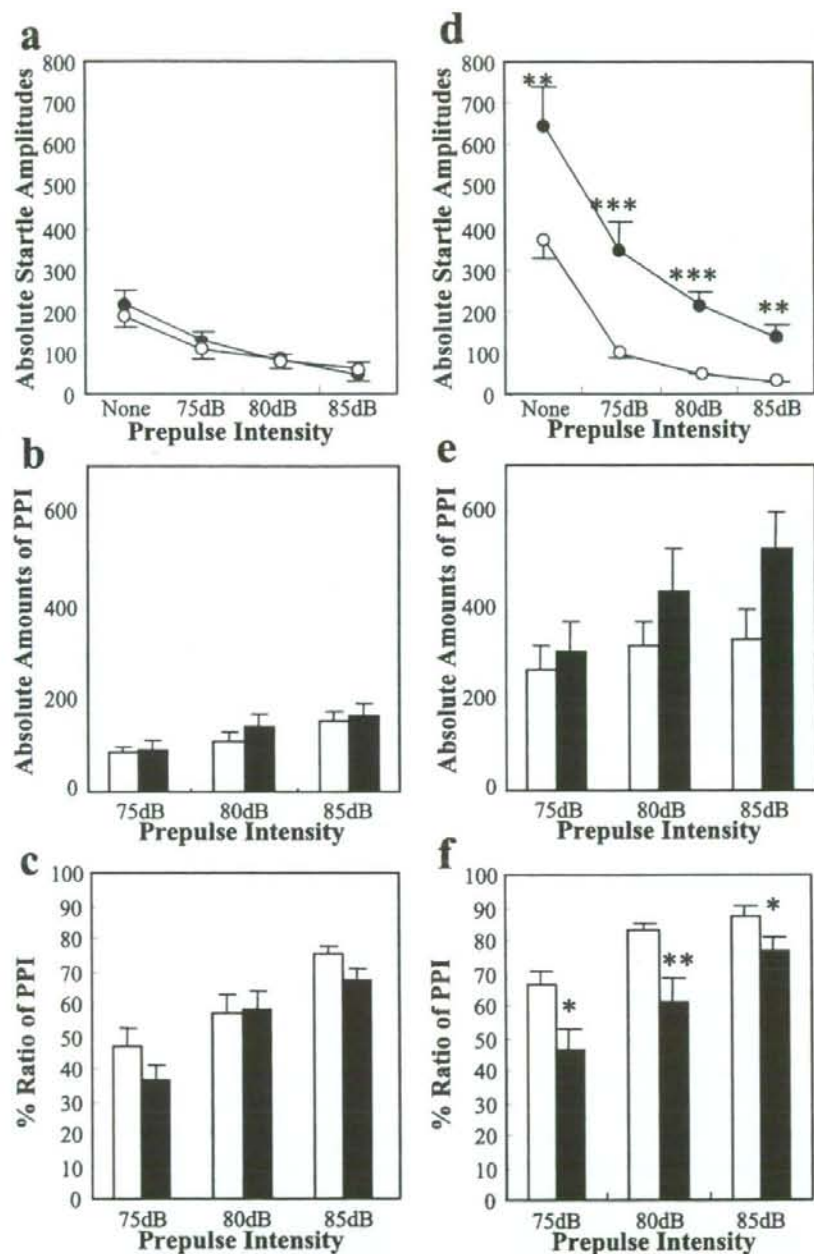 a
Absolute Startle Amplitudes
800
700
600
500
400
300
200
100
0
None 75dB 80dB 85dB
Prepulse Intensity
b
Absolute Amounts of PPI
600
400
200
0
75dB 80dB 85dB
Prepulse Intensity
c
% Ratio of PPI
100
90
80
70
60
50
40
30
20
10
0
75dB 80dB 85dB
Prepulse Intensity
d
Absolute Startle Amplitudes
800
700
600
500
400
300
200
100
0
**
***
***
**
None 75dB 80dB 85dB
Prepulse Intensity
e
Absolute Amounts of PPI
600
400
200
0
75dB 80dB 85dB
Prepulse Intensity
f
% Ratio of PPI
100
90
80
70
60
50
40
30
20
10
0
*
**
*
75dB 80dB 85dB
Prepulse Intensity